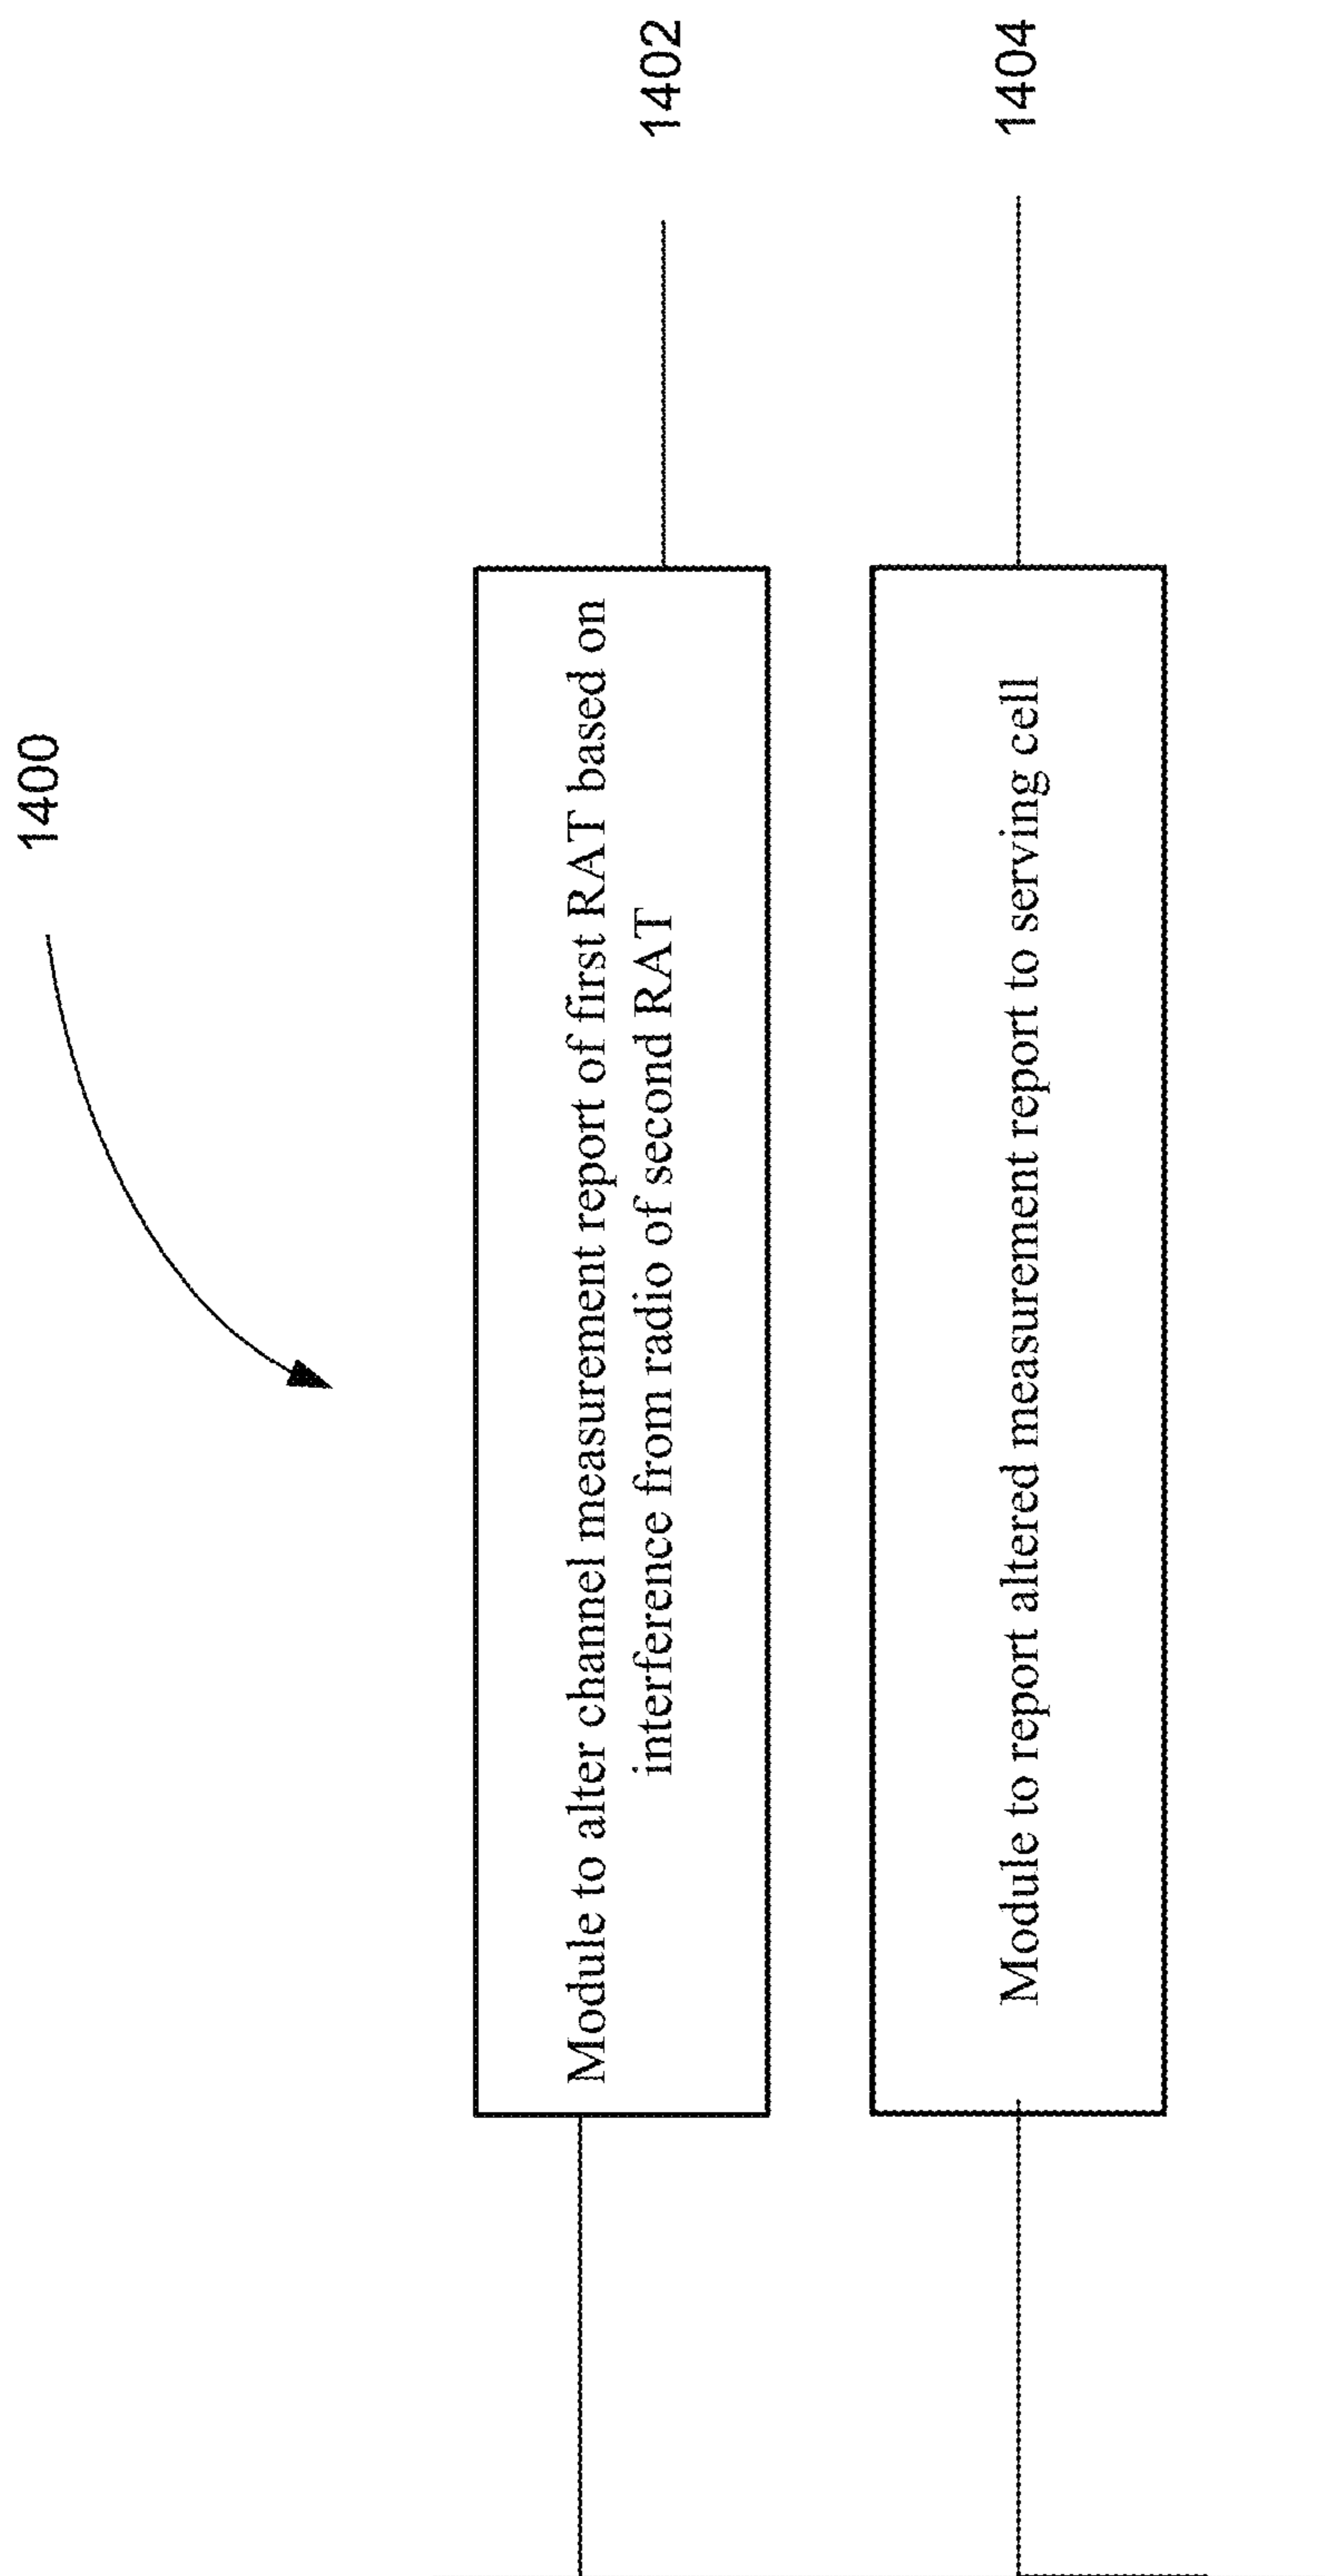 1400
Module to alter channel measurement report of first RAT based on
interference from radio of second RAT
1402
Module to report altered measurement report to serving cell
1404